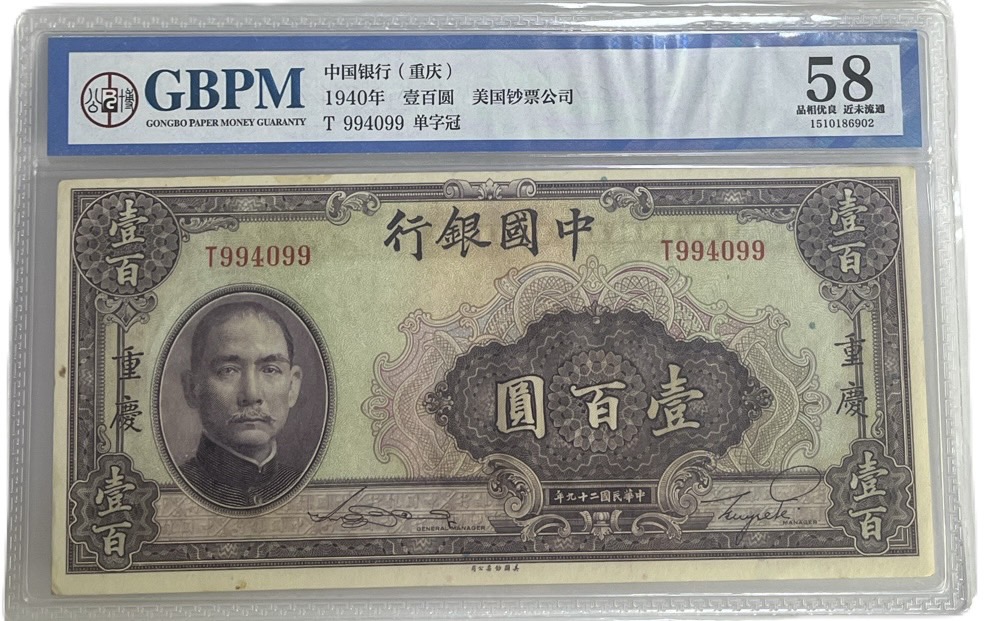 GBPM
GONGBO PAPER MONEY GUARANTY
中国银行（重庆）
1940年 壹百圆 美国钞票公司
T 994099 单字冠
58
品相优良 近未流通
1510186902
行銀國中
T994099
T994099
壹百
壹百
重慶
重慶
圓百壹
年九十二國民華中
GENERAL MANAGER
MANAGER
壹百
壹百